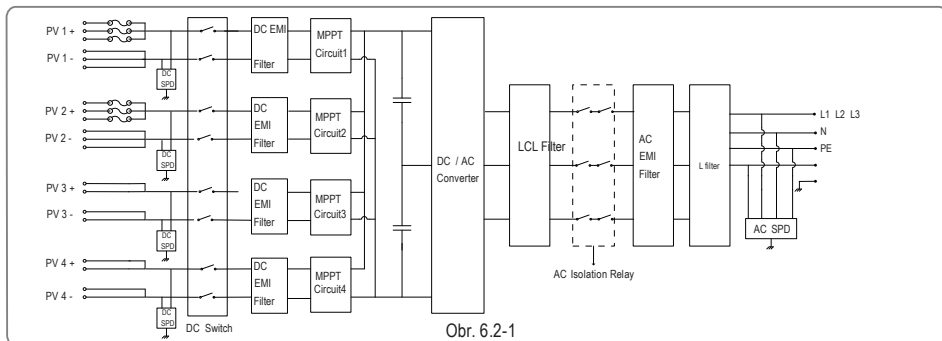 PV 1 +
PV 1 -
DC SPD
PV 2 +
PV 2 -
DC SPD
PV 3 +
PV 3 -
DC SPD
PV 4 +
PV 4 -
DC SPD
DC Switch
DC EMI
Filter
MPPT
Circuit1
DC
EMI
Filter
MPPT
Circuit2
DC
EMI
Filter
MPPT
Circuit3
DC
EMI
Filter
MPPT
Circuit4
DC / AC
Converter
LCL Filter
AC Isolation Relay
AC
EMI
Filter
L filter
L1 L2 L3
N
PE
AC SPD
Obr. 6.2-1